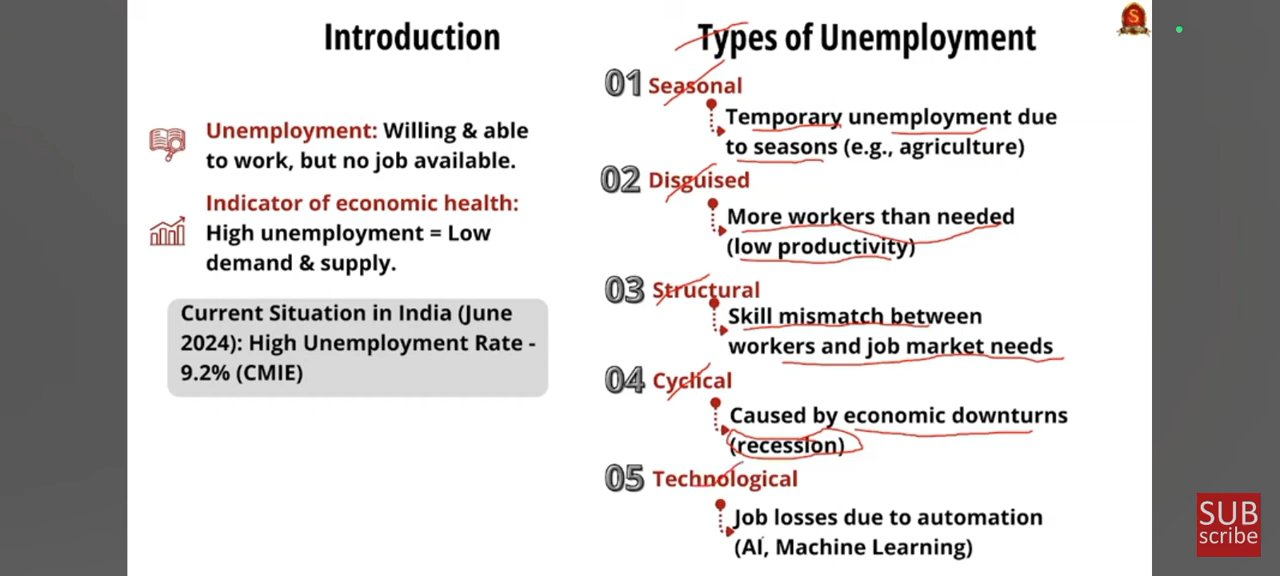 Introduction
Unemployment: Willing & able
to work, but no job available.
Indicator of economic health:
High unemployment = Low
demand & supply.
Current Situation in India (June
2024): High Unemployment Rate -
9.2% (CMIE)
Types of Unemployment
01 Seasonal
Temporary unemployment due
to seasons (e.g., agriculture)
02 Disguised
More workers than needed
(low productivity)
03 Structural
Skill mismatch between
workers and job market needs
04 Cyclical
Caused by economic downturns
(recession)
05 Technological
Job losses due to automation
(AI, Machine Learning)
S
SUB
scribe